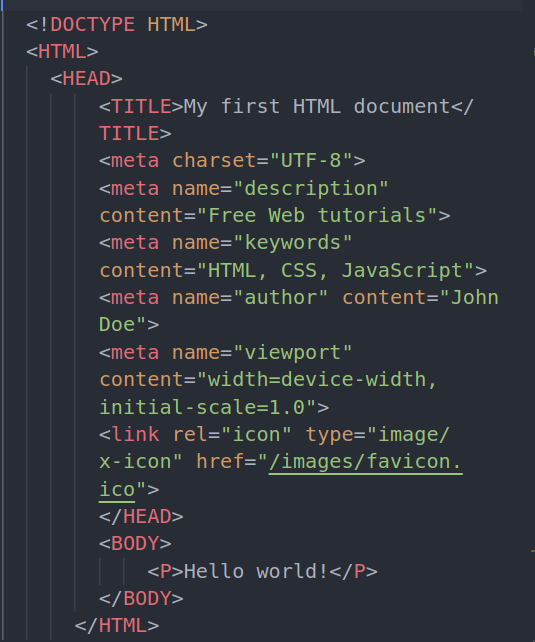 <!DOCTYPE HTML>
<HTML>
<HEAD>
<TITLE>My first HTML document</
TITLE>
<meta charset="UTF-8">
<meta name="description"
content="Free Web tutorials">
<meta name="keywords"
content="HTML, CSS, JavaScript">
<meta name="author" content="John
Doe">
<meta name="viewport"
content="width=device-width,
initial-scale=1.0">
<link rel="icon" type="image/
x-icon" href="/images/favicon.
ico">
</HEAD>
<BODY>
<P>Hello world!</P>
</BODY>
</HTML>